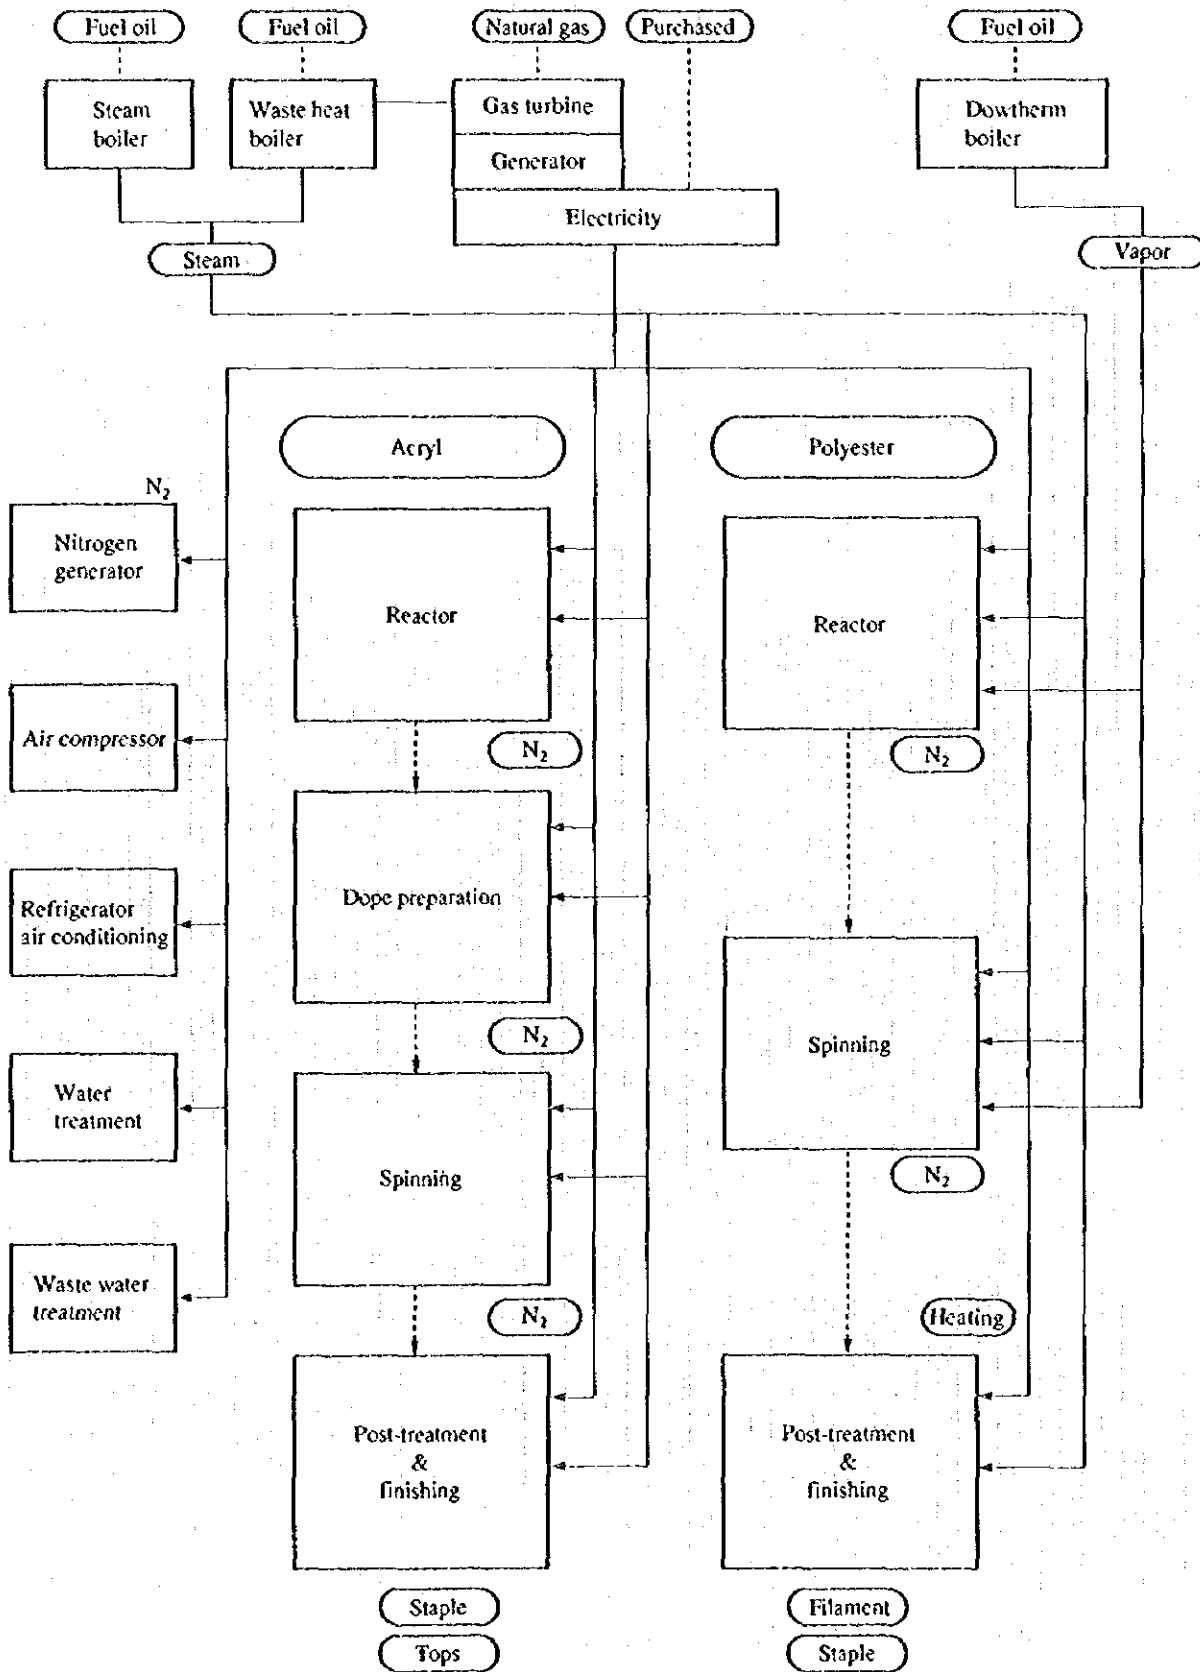 Fuel oil
Fuel oil
Natural gas
Purchased
Fuel oil
Steam
boiler
Waste heat
boiler
Gas turbine
Generator
Electricity
Dowtherm
boiler
Steam
Vapor
Acryl
Polyester
N₂
Nitrogen
generator
Reactor
Reactor
Air compressor
N₂
N₂
Refrigerator
air conditioning
Dope preparation
N₂
Spinning
Water
treatment
Spinning
N₂
Waste water
treatment
N₂
Heating
Post-treatment
&
finishing
Post-treatment
&
finishing
Staple
Tops
Filament
Staple